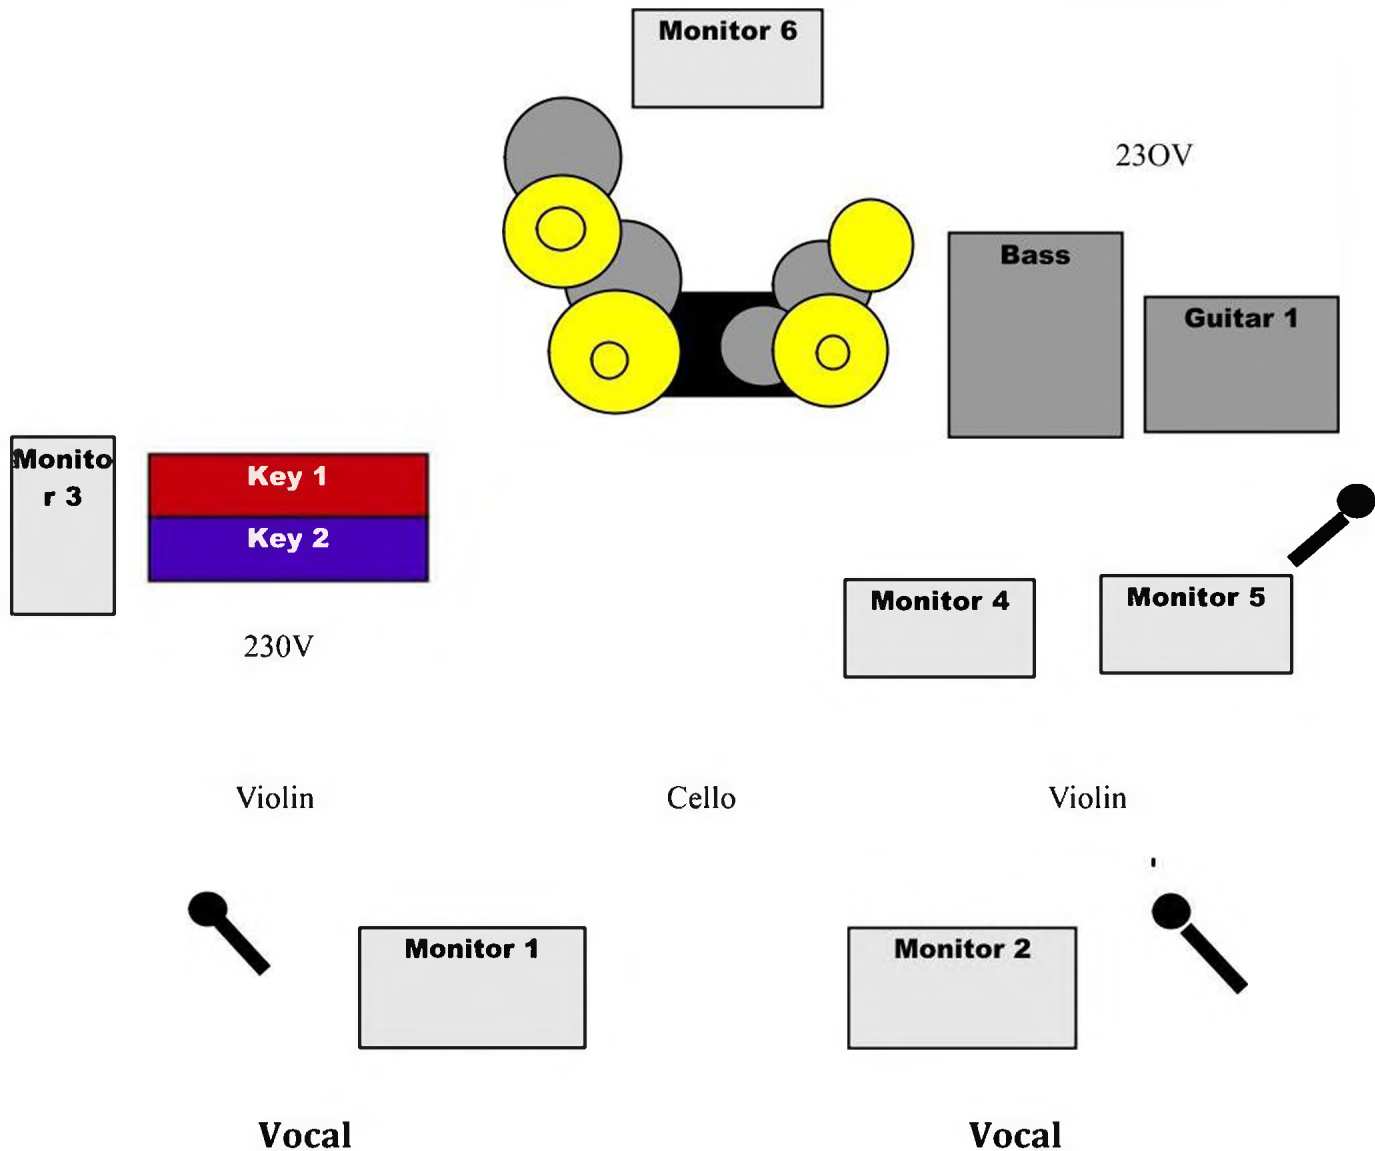 Monitor 6
23OV
Bass
Guitar 1
Monito
r 3
Key 1
Key 2
Monitor 4
Monitor 5
230V
Violin
Cello
Violin
Monitor 1
Monitor 2
Vocal
Vocal